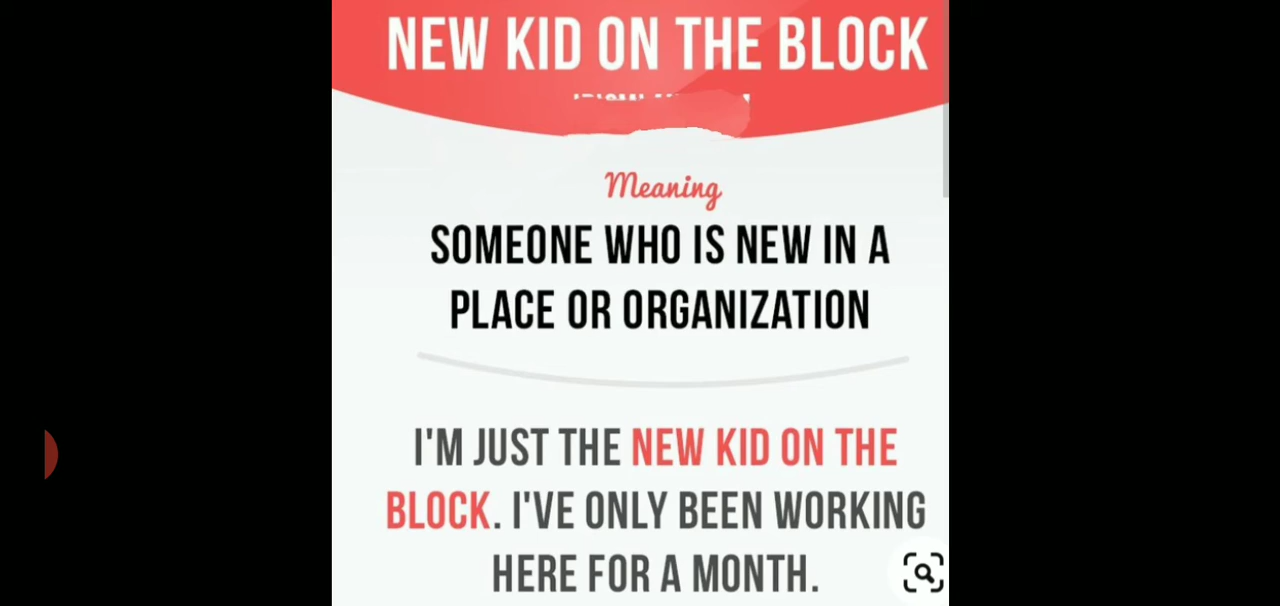 NEW KID ON THE BLOCK
Meaning
SOMEONE WHO IS NEW IN A
PLACE OR ORGANIZATION
I'M JUST THE NEW KID ON THE
BLOCK. I'VE ONLY BEEN WORKING
HERE FOR A MONTH.